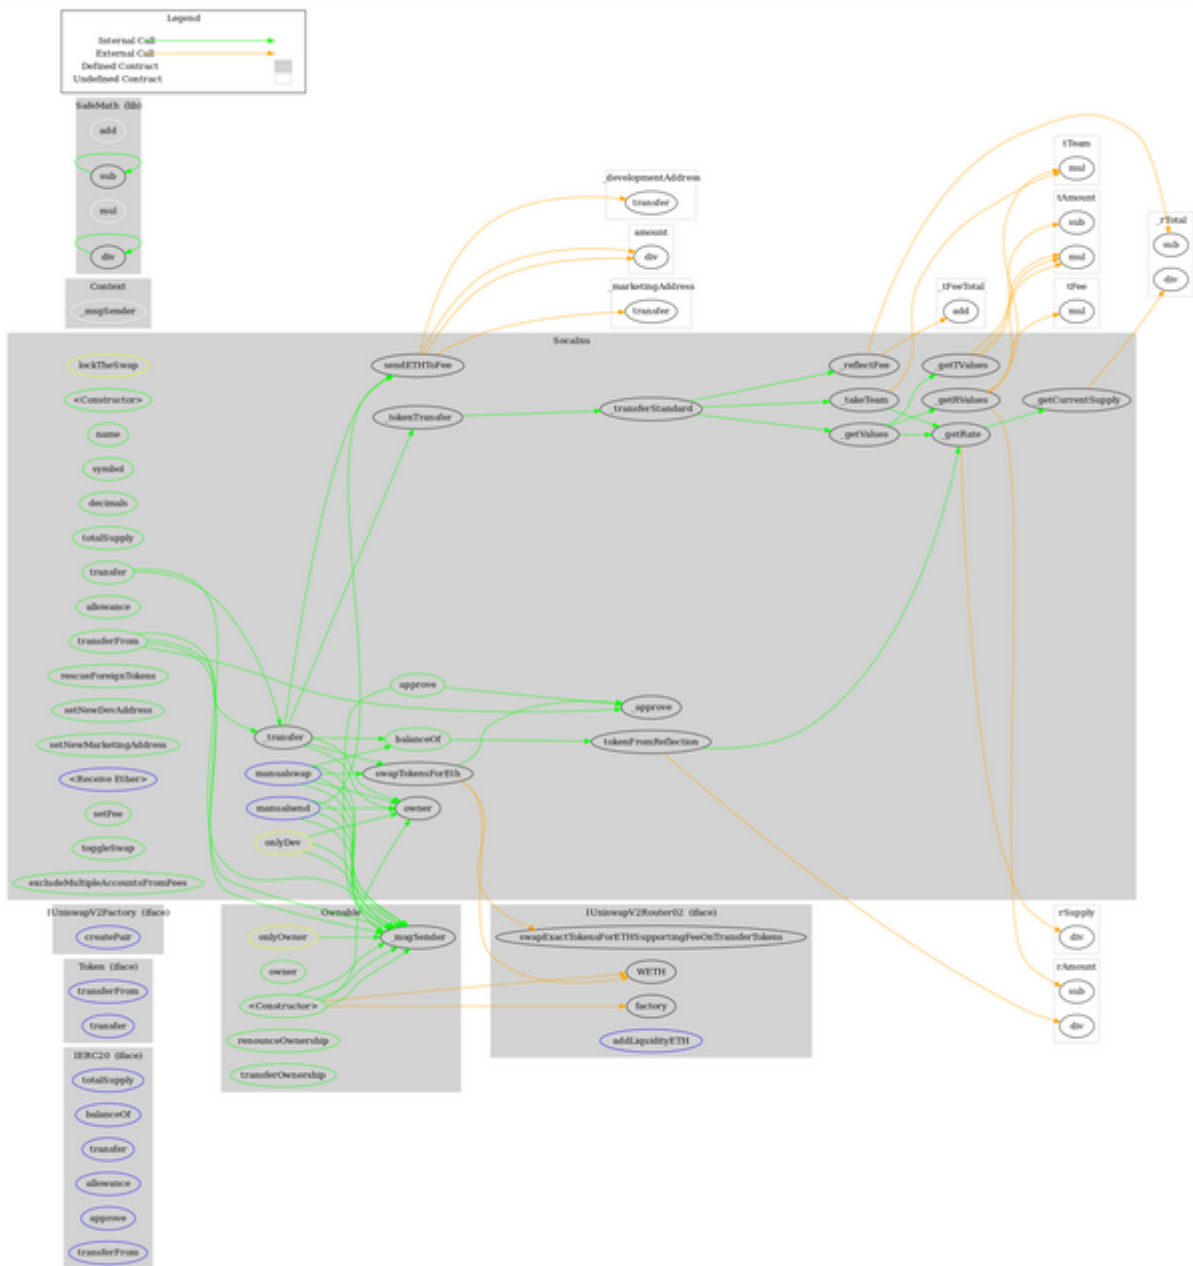 Legend
Internal Call
External Call
Defined Contract
Undefined Contract
SafeMath (lib)
add
sub
mul
div
Context
_msgSender
_developmentAddress
transfer
amount
div
_marketingAddress
transfer
_tFeeTotal
add
tTeam
mul
tAmount
sub
mul
tFee
mul
_rTotal
sub
div
SocaInu
lockTheSwap
<Constructor>
name
symbol
decimals
totalSupply
transfer
allowance
transferFrom
rescueForeignTokens
setNewDevAddress
setNewMarketingAddress
<Receive Ether>
setFee
toggleSwap
excludeMultipleAccountsFromFees
_transfer
manualswap
manualsend
onlyDev
sendETHToFee
_tokenTransfer
approve
balanceOf
swapTokensForEth
owner
_transferStandard
_approve
tokenFromReflection
_reflectFee
_takeTeam
_getValues
_getTValues
_getRValues
_getRate
_getCurrentSupply
IUniswapV2Factory (iface)
createPair
Token (iface)
transferFrom
transfer
IERC20 (iface)
totalSupply
balanceOf
transfer
allowance
approve
transferFrom
Ownable
onlyOwner
owner
<Constructor>
renounceOwnership
transferOwnership
_msgSender
IUniswapV2Router02 (iface)
swapExactTokensForETHSupportingFeeOnTransferTokens
WETH
factory
addLiquidityETH
rSupply
div
rAmount
sub
div